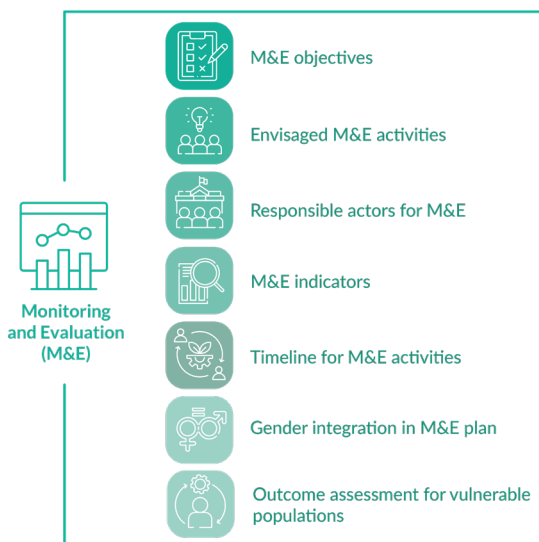 M&E objectives
Envisaged M&E activities
Responsible actors for M&E
M&E indicators
Monitoring
and Evaluation
(M&E)
Timeline for M&E activities
Gender integration in M&E plan
Outcome assessment for vulnerable
populations